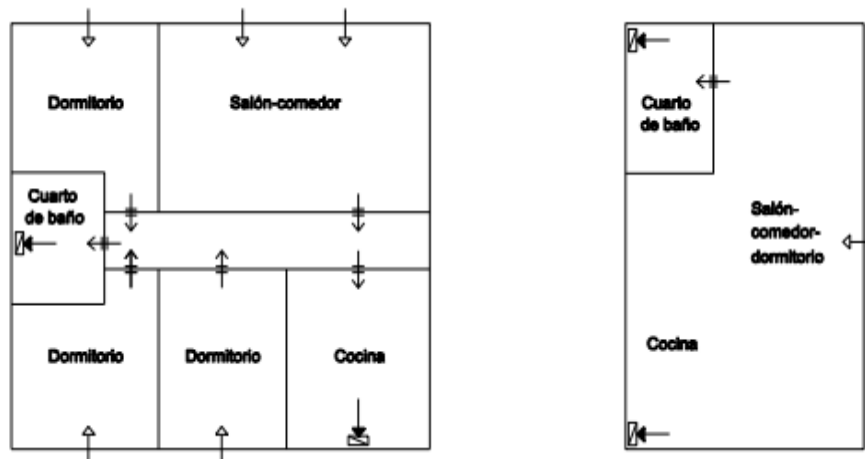 Dormitorio
Salón-comedor
Cuarto
de baño
Dormitorio
Dormitorio
Cocina
Cuarto
de baño
Salón-
comedor-
dormitorio
Cocina